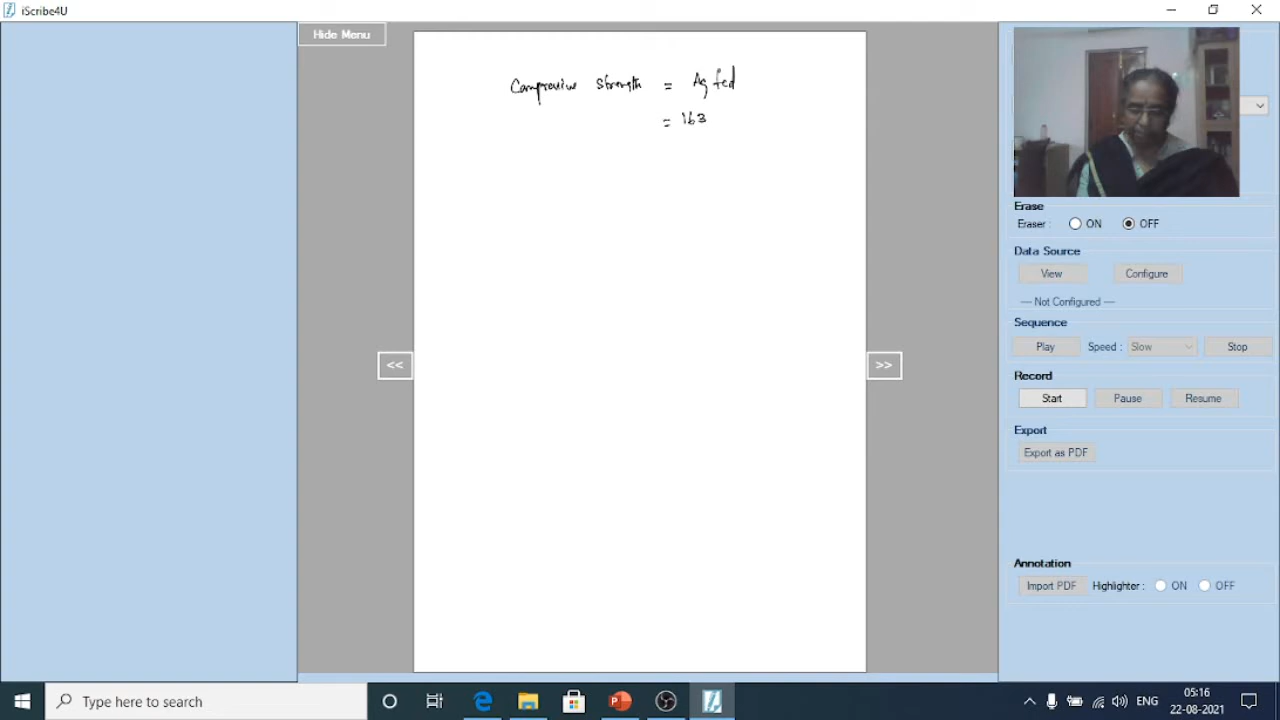 iScribe4U
Hide Menu
Compressive Strength = Ag fcd
= 163
<<
>>
Erase
Eraser : ON OFF
Data Source
View Configure
--- Not Configured ---
Sequence
Play Speed : Slow Stop
Record
Start Pause Resume
Export
Export as PDF
Annotation
Import PDF Highlighter : ON OFF
Type here to search
ENG
05:16
22-08-2021